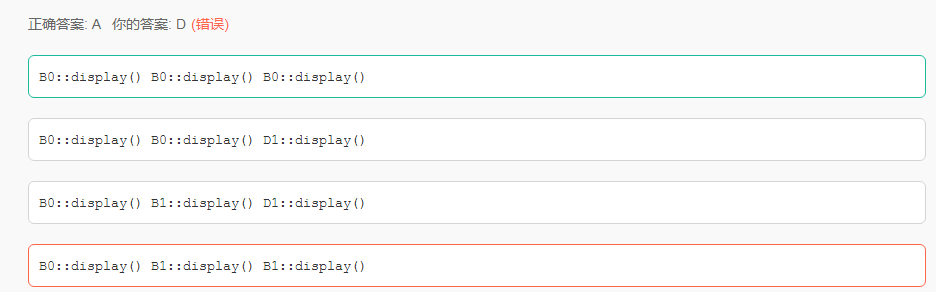 正确答案: A 你的答案: D (错误)
B0::display() B0::display() B0::display()
B0::display() B0::display() D1::display()
B0::display() B1::display() D1::display()
B0::display() B1::display() B1::display()